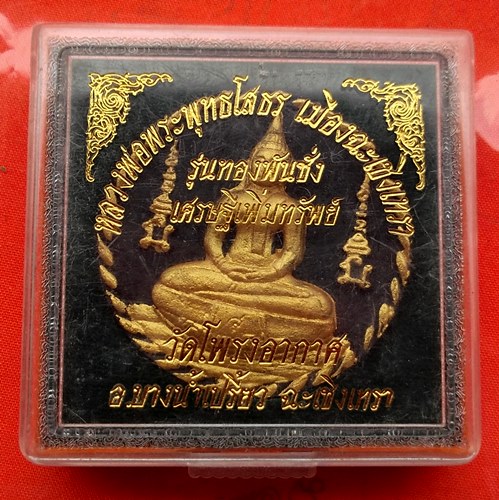 หลวงพ่อพระพุทธโสธร เมืองฉะเชิงเทรา
รุ่นทองพันชั่ง
เศรษฐีเพิ่มทรัพย์
วัดโพรงอากาศ
อ.บางน้ำเปรี้ยว ฉะเชิงเทรา